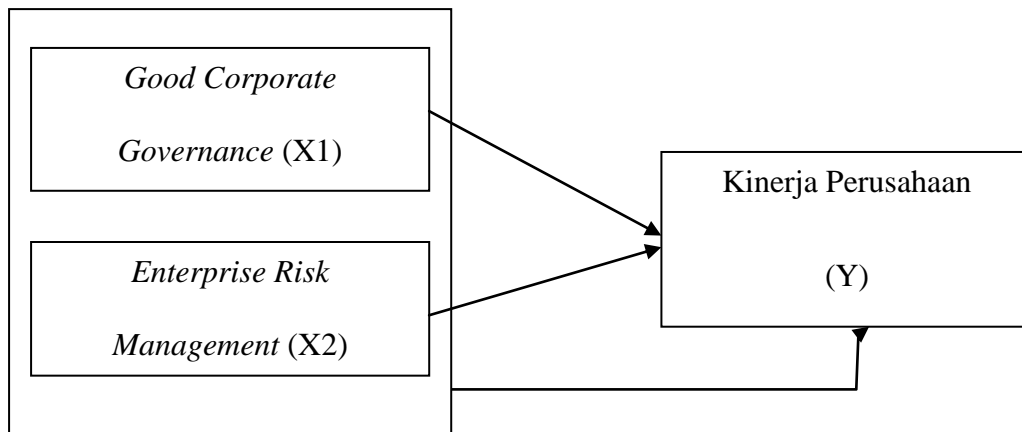 Good Corporate
Governance (X1)
Enterprise Risk
Management (X2)
Kinerja Perusahaan
(Y)